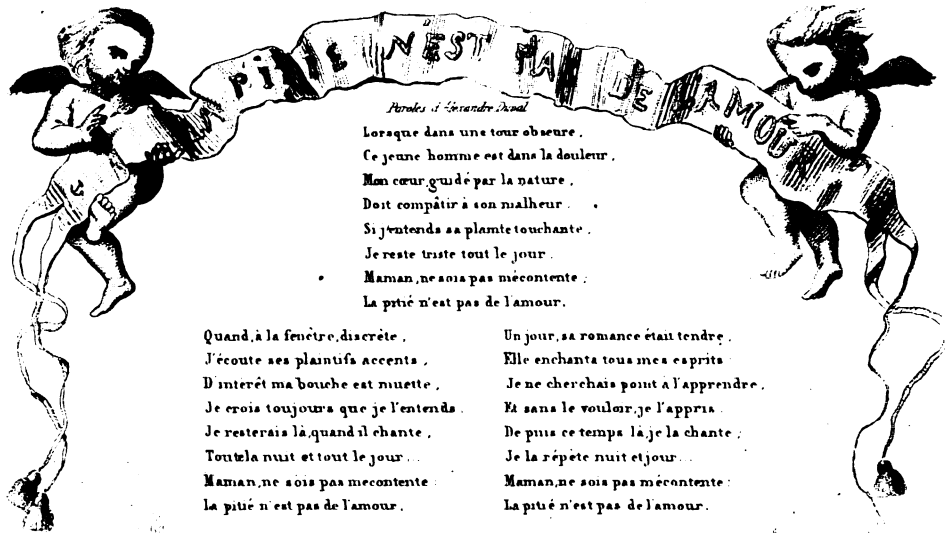 LA PITIÉ N'EST PAS DE L'AMOUR
Paroles d'Alexandre Duval
Lorsque dans une tour obscure,
Ce jeune homme est dans la douleur,
Mon cœur, guidé par la nature,
Doit compâtir à son malheur.
Si j'entends sa plainte touchante,
Je reste triste tout le jour.
Maman, ne sois pas mécontente;
La pitié n'est pas de l'amour.
Quand, à la fenêtre, discrète,
J'écoute ses plaintifs accents,
D'intérêt ma bouche est muette,
Je crois toujours que je l'entends.
Je resterais là, quand il chante,
Toute la nuit et tout le jour...
Maman, ne sois pas mecontente
La pitié n'est pas de l'amour.
Un jour, sa romance était tendre,
Elle enchanta tous mes esprits
Je ne cherchais point à l'apprendre,
Et sans le vouloir, je l'appris.
De puis ce temps là, je la chante;
Je la répète nuit et jour...
Maman, ne sois pas mécontente:
La pitié n'est pas de l'amour.